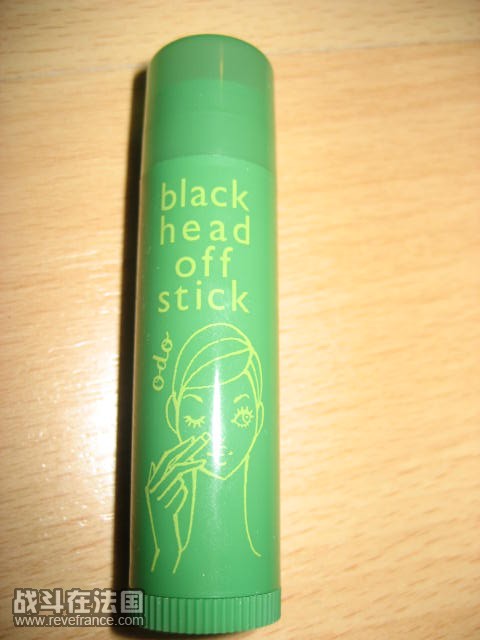 black
head
off
stick
odo
战斗在法国
www.revefrance.com